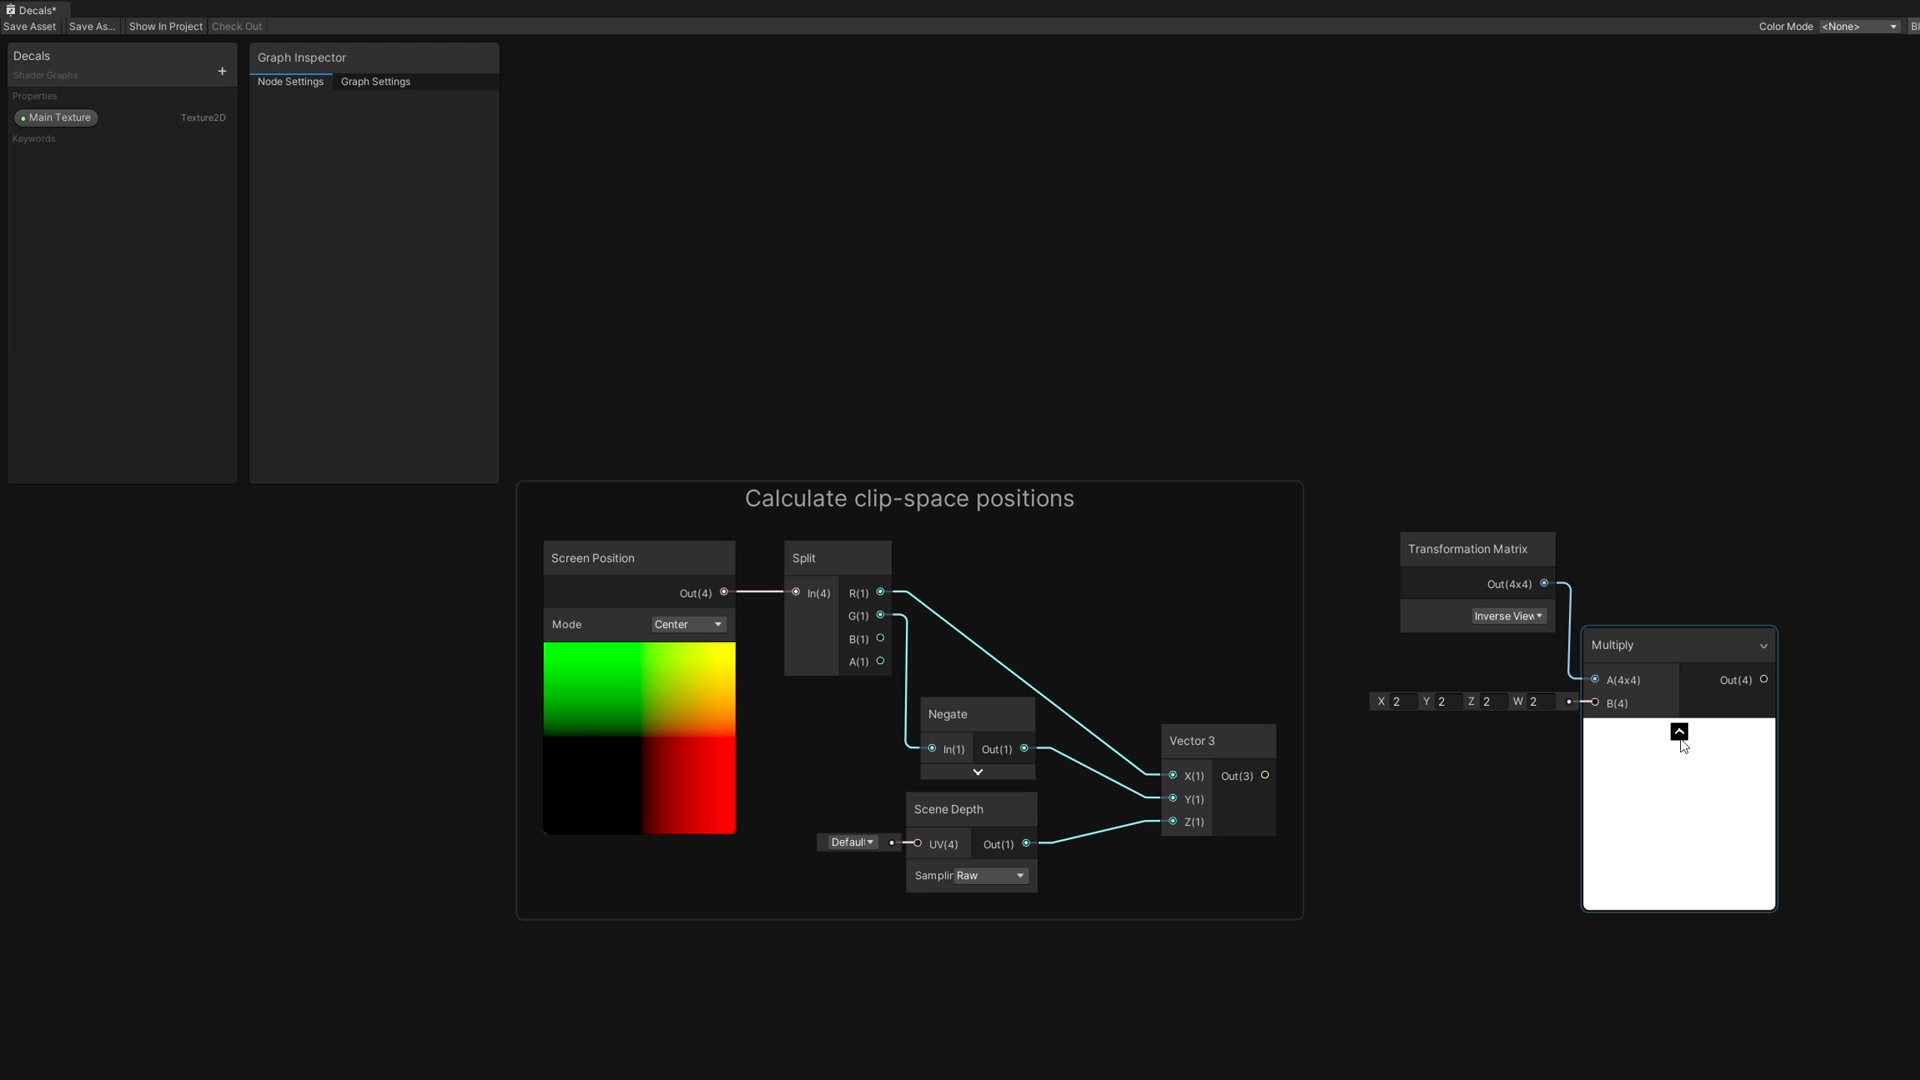 Decals*
Save Asset
Save As...
Show In Project
Check Out
Color Mode
<None>
Decals
Shader Graphs
+
Properties
Main Texture
Texture2D
Keywords
Graph Inspector
Node Settings
Graph Settings
Calculate clip-space positions
Screen Position
Out(4)
Mode
Center
Split
In(4)
R(1)
G(1)
B(1)
A(1)
Negate
In(1)
Out(1)
Scene Depth
Default
UV(4)
Out(1)
Samplin
Raw
Vector 3
X(1)
Y(1)
Z(1)
Out(3)
Transformation Matrix
Out(4x4)
Inverse View
Multiply
A(4x4)
Out(4)
X 2 Y 2 Z 2 W 2
B(4)